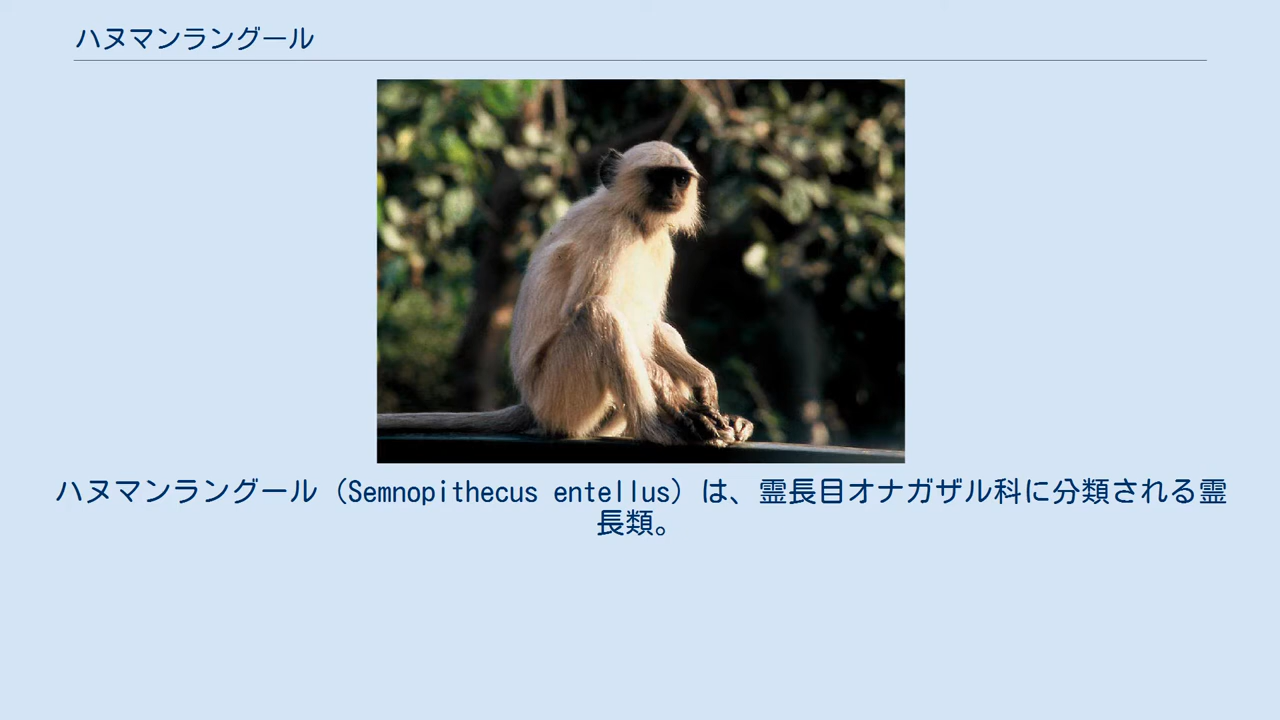 ハヌマンラングール
ハヌマンラングール（Semnopithecus entellus）は、霊長目オナガザル科に分類される霊
長類。